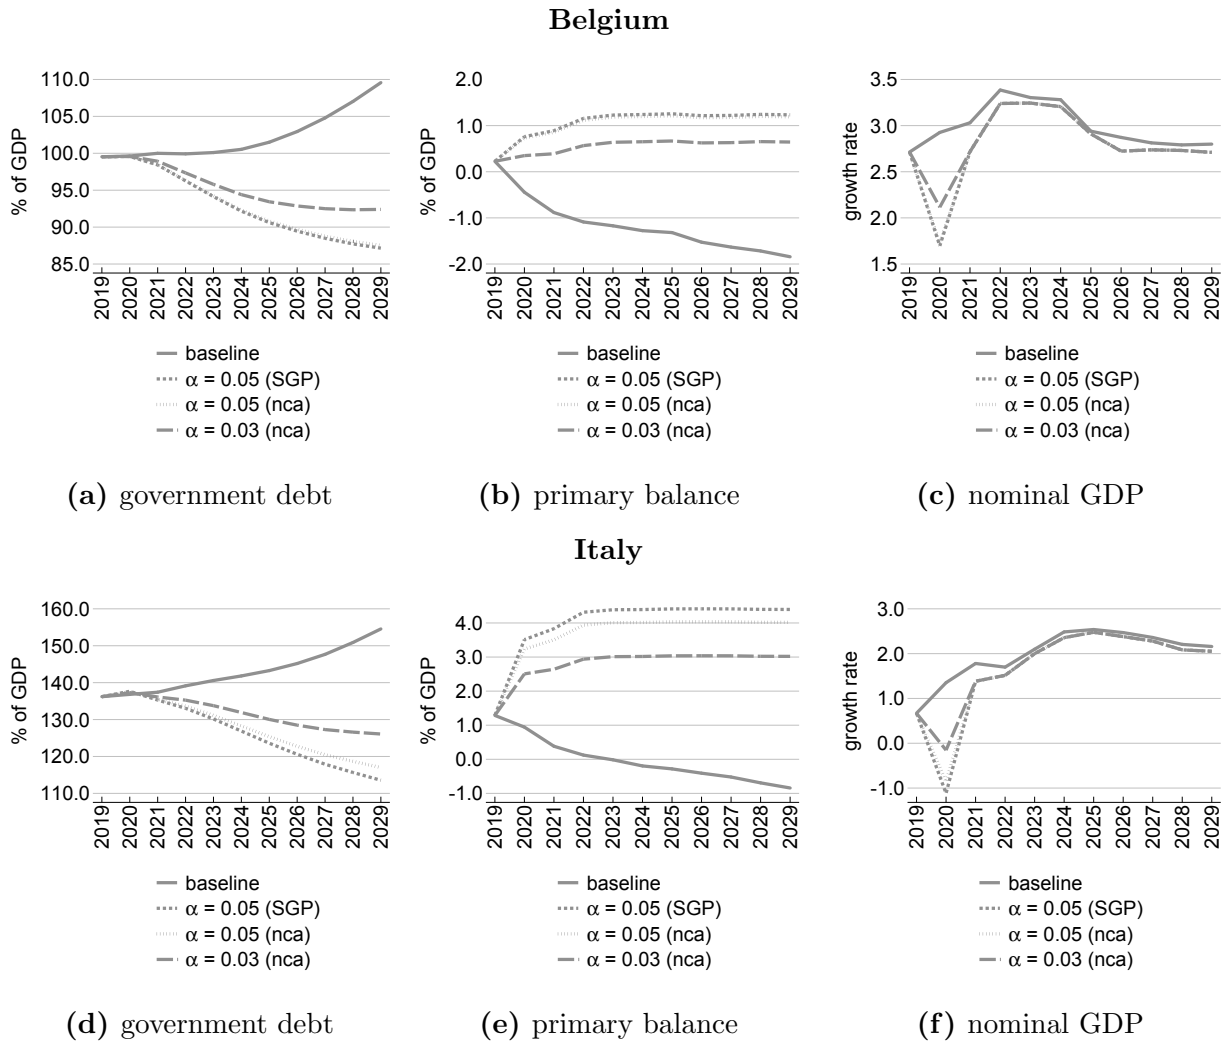 Belgium
% of GDP
110.0
105.0
100.0
95.0
90.0
85.0
2019 2020 2021 2022 2023 2024 2025 2026 2027 2028 2029
baseline
α = 0.05 (SGP)
α = 0.05 (nca)
α = 0.03 (nca)
(a) government debt
% of GDP
2.0
1.0
0.0
-1.0
-2.0
2019 2020 2021 2022 2023 2024 2025 2026 2027 2028 2029
baseline
α = 0.05 (SGP)
α = 0.05 (nca)
α = 0.03 (nca)
(b) primary balance
growth rate
3.5
3.0
2.5
2.0
1.5
2019 2020 2021 2022 2023 2024 2025 2026 2027 2028 2029
baseline
α = 0.05 (SGP)
α = 0.05 (nca)
α = 0.03 (nca)
(c) nominal GDP
Italy
% of GDP
160.0
150.0
140.0
130.0
120.0
110.0
2019 2020 2021 2022 2023 2024 2025 2026 2027 2028 2029
baseline
α = 0.05 (SGP)
α = 0.05 (nca)
α = 0.03 (nca)
(d) government debt
% of GDP
4.0
3.0
2.0
1.0
0.0
-1.0
2019 2020 2021 2022 2023 2024 2025 2026 2027 2028 2029
baseline
α = 0.05 (SGP)
α = 0.05 (nca)
α = 0.03 (nca)
(e) primary balance
growth rate
3.0
2.0
1.0
0.0
-1.0
2019 2020 2021 2022 2023 2024 2025 2026 2027 2028 2029
baseline
α = 0.05 (SGP)
α = 0.05 (nca)
α = 0.03 (nca)
(f) nominal GDP